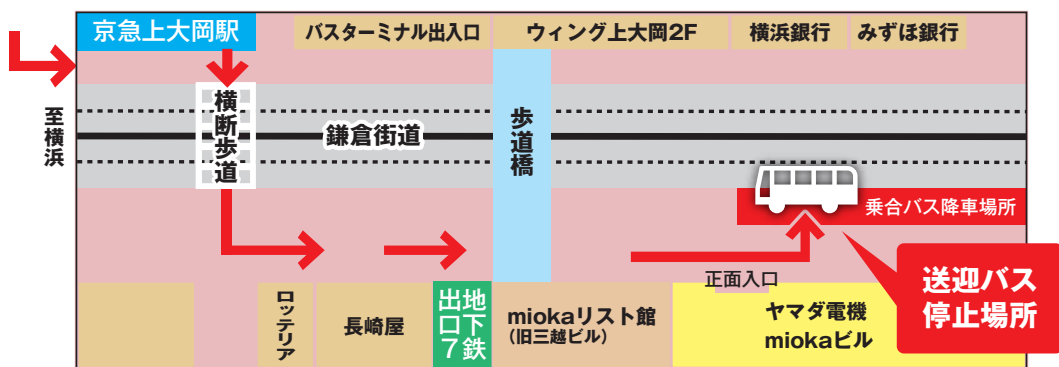 京急上大岡駅
バスターミナル出入口
ウィング上大岡2F
横浜銀行
みずほ銀行
至横浜
横断歩道
鎌倉街道
歩道橋
乗合バス降車場所
送迎バス
停止場所
正面入口
ロッテリア
長崎屋
地下鉄
出口7
miokaリスト館
(旧三越ビル)
ヤマダ電機
miokaビル